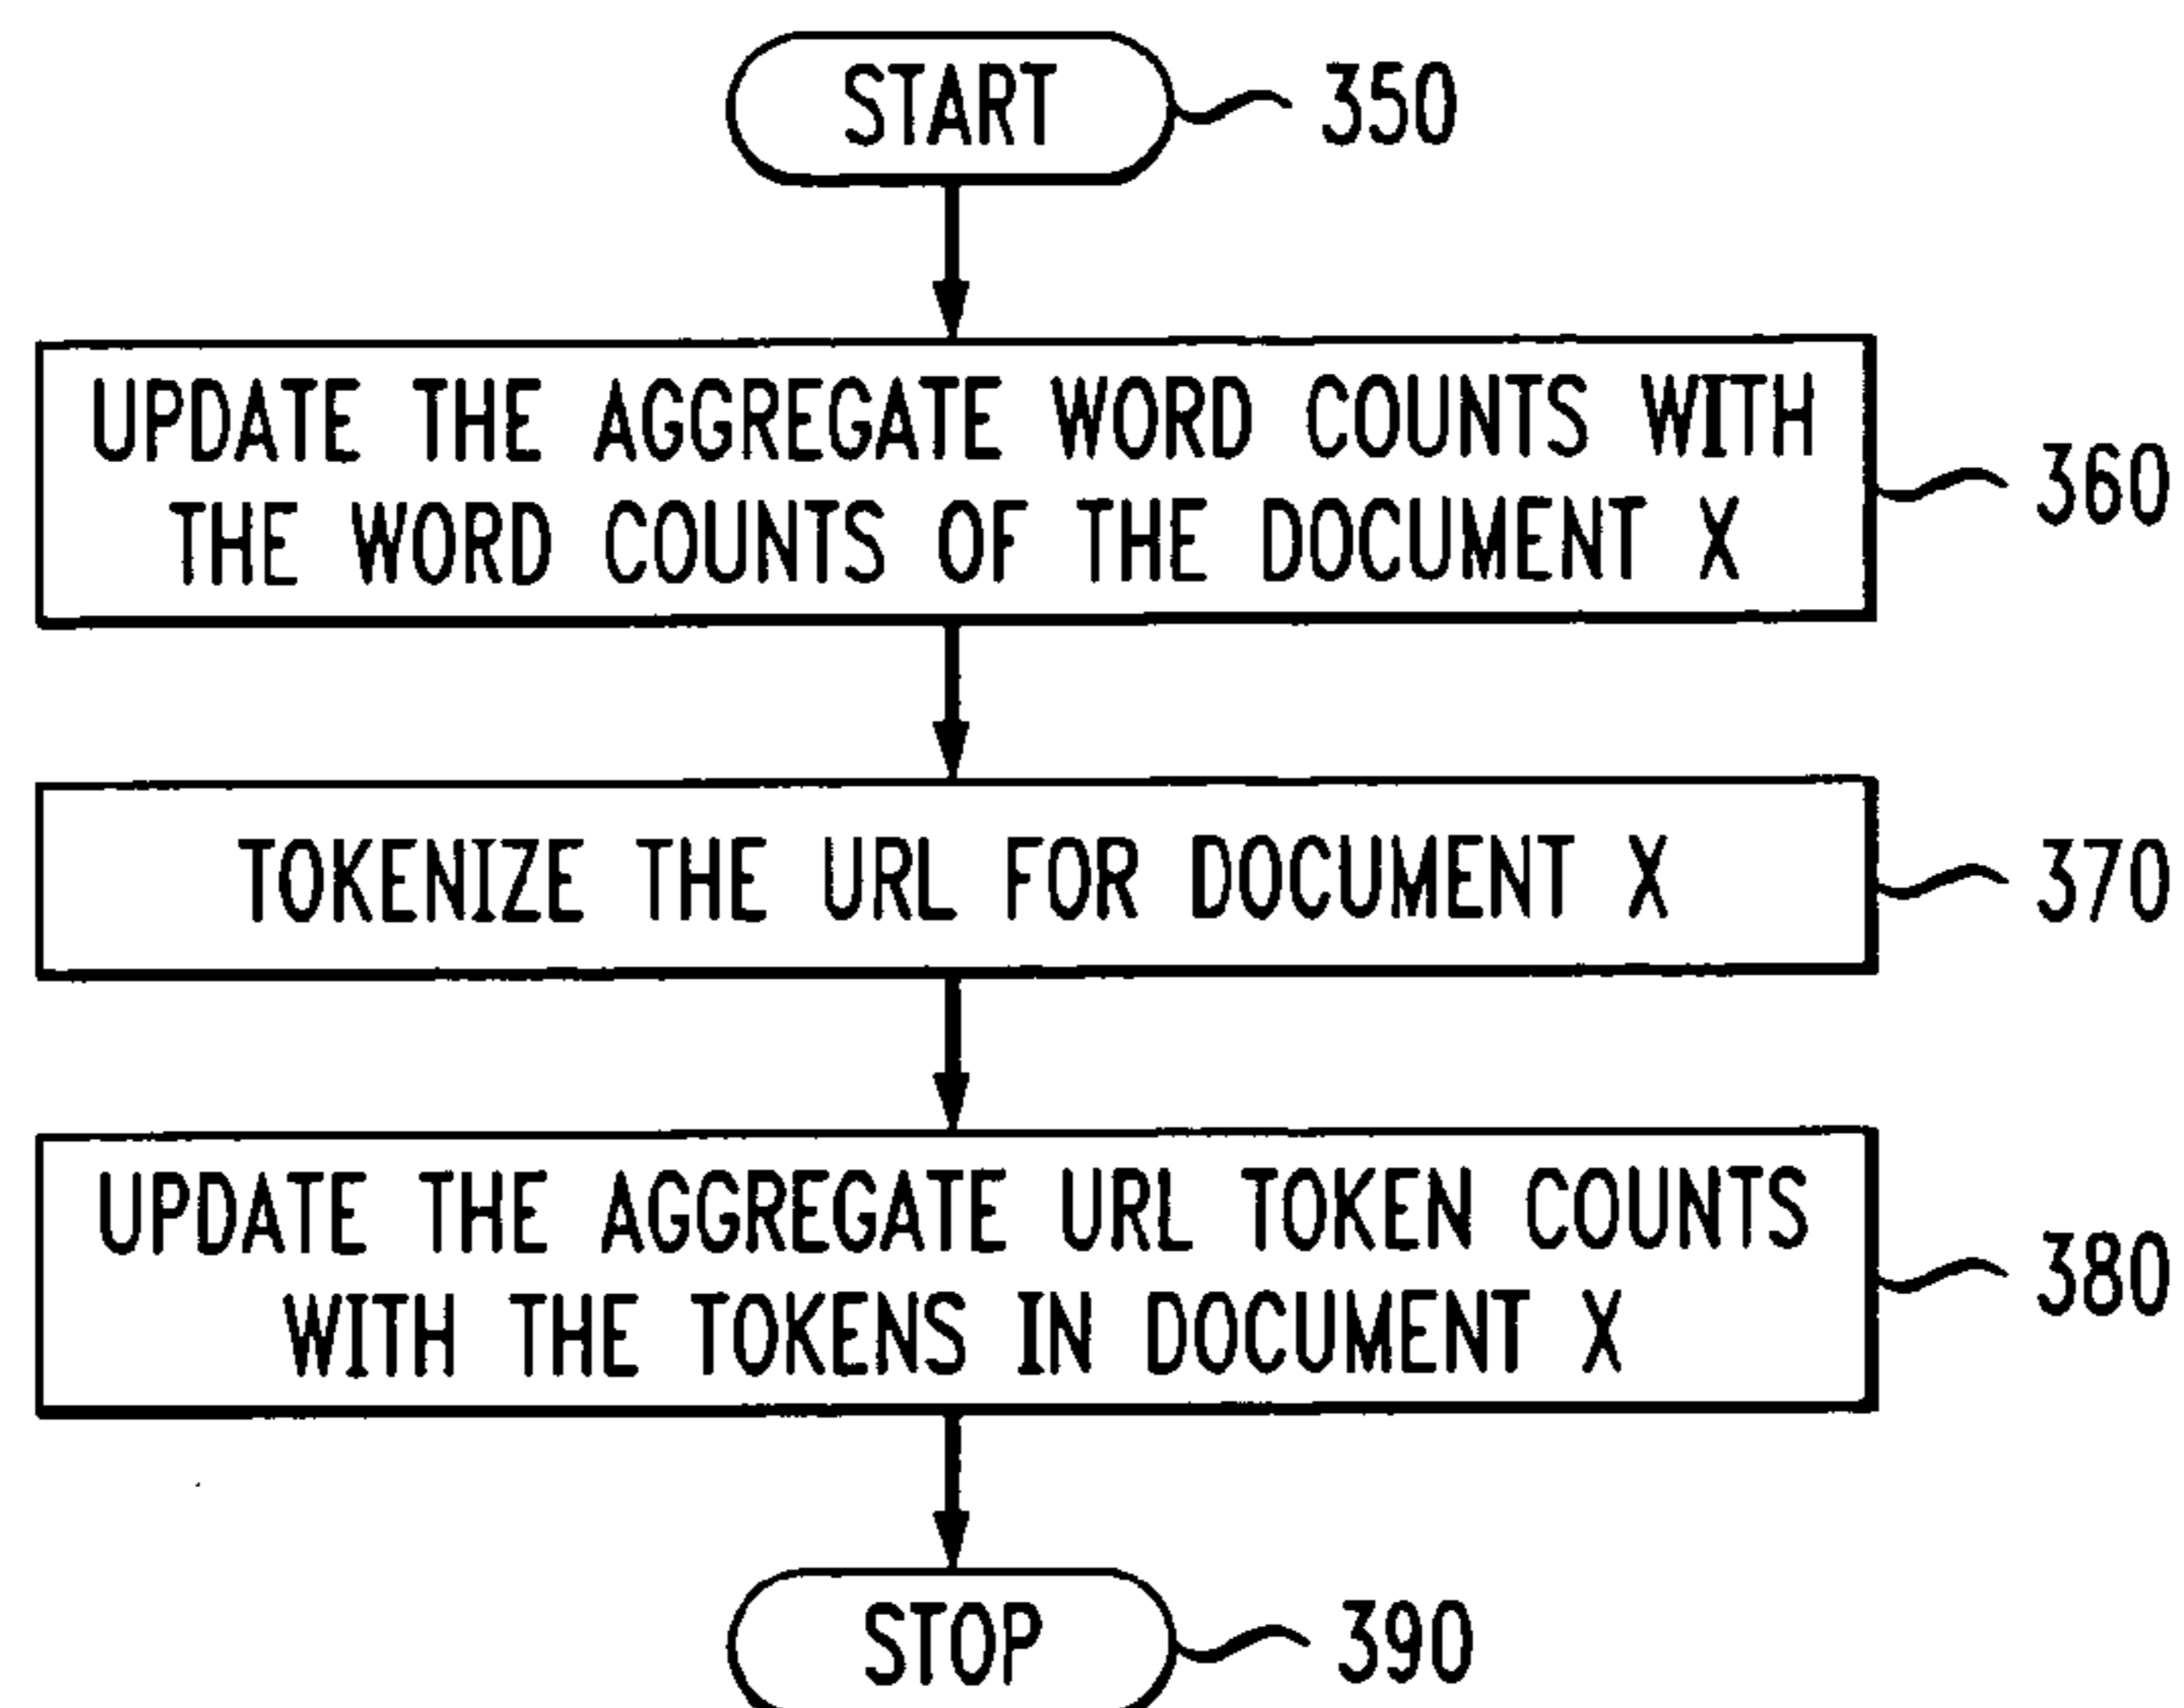 START 350
UPDATE THE AGGREGATE WORD COUNTS WITH
THE WORD COUNTS OF THE DOCUMENT X
360
TOKENIZE THE URL FOR DOCUMENT X 370
UPDATE THE AGGREGATE URL TOKEN COUNTS
WITH THE TOKENS IN DOCUMENT X
380
STOP 390